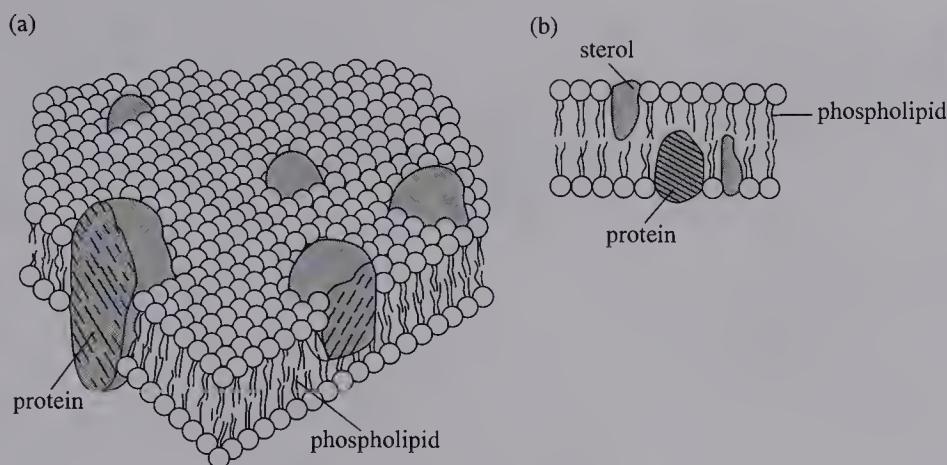 (a)
protein
phospholipid
(b)
sterol
phospholipid
protein